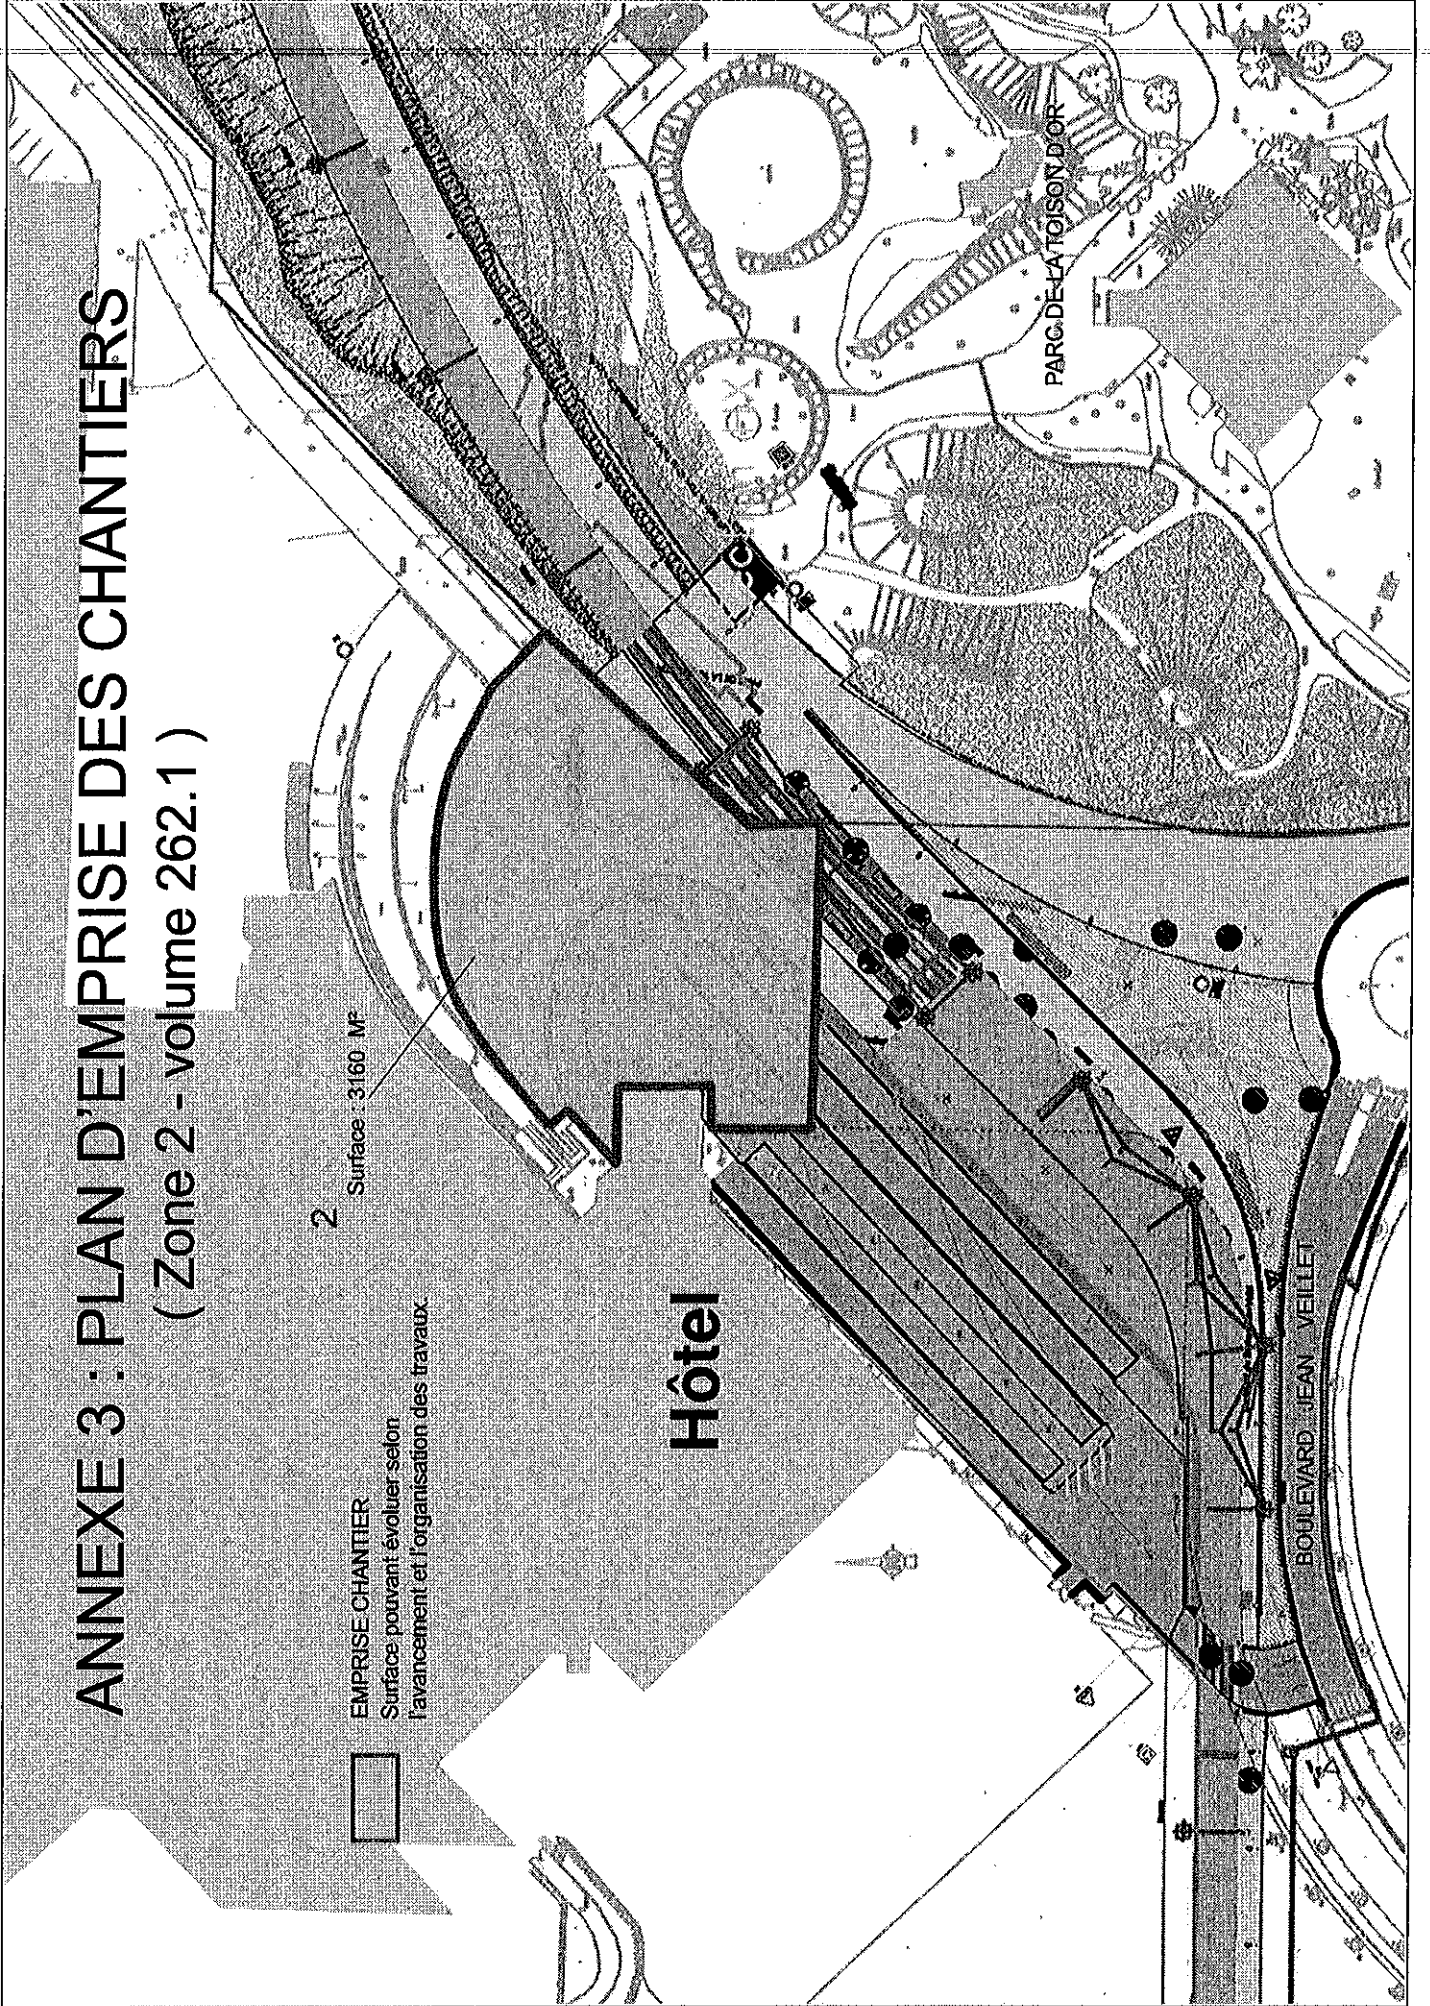 ANNEXE 3 : PLAN D'EMPRISE DES CHANTIERS
( Zone 2 - volume 262.1 )
2
Surface : 3160 M²
EMPRISE CHANTIER
Surface pouvant évoluer selon
l'avancement et l'organisation des travaux.
Hôtel
PARC DE LA TOISON D'OR
BOULEVARD JEAN VEILLET